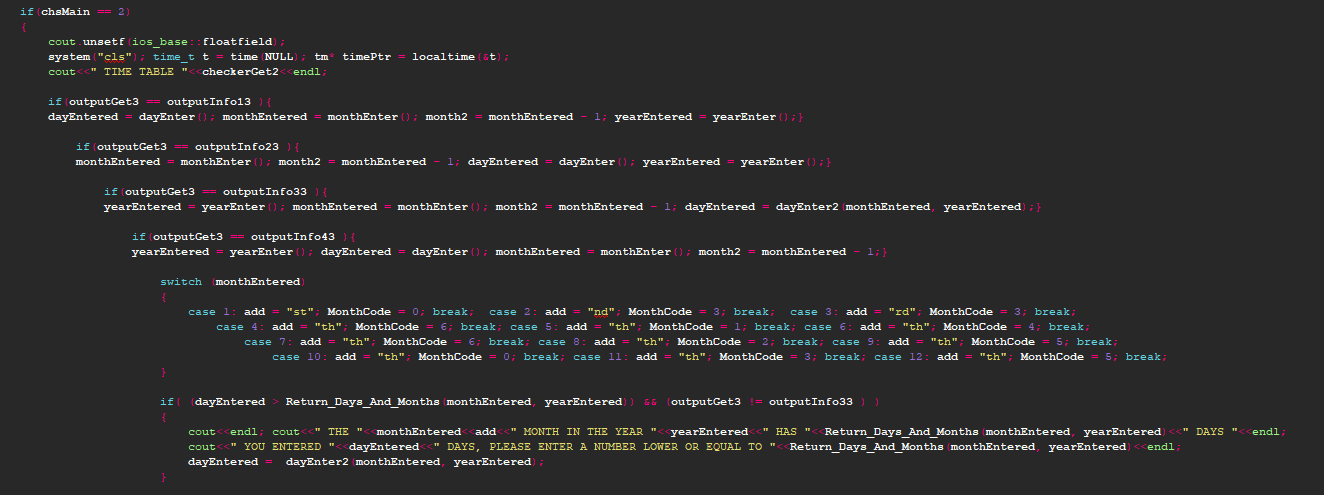 if(chsMain == 2)
{
cout.unsetf(ios_base::floatfield);
system("cls"); time_t t = time(NULL); tm* timePtr = localtime(&t);
cout<<" TIME TABLE "<<checkerGet2<<endl;
if(outputGet3 == outputInfo13 ){
dayEntered = dayEnter(); monthEntered = monthEnter(); month2 = monthEntered - 1; yearEntered = yearEnter();}
if(outputGet3 == outputInfo23 ){
monthEntered = monthEnter(); month2 = monthEntered - 1; dayEntered = dayEnter(); yearEntered = yearEnter();}
if(outputGet3 == outputInfo33 ){
yearEntered = yearEnter(); monthEntered = monthEnter(); month2 = monthEntered - 1; dayEntered = dayEnter2(monthEntered, yearEntered);}
if(outputGet3 == outputInfo43 ){
yearEntered = yearEnter(); dayEntered = dayEnter(); monthEntered = monthEnter(); month2 = monthEntered - 1;}
switch (monthEntered)
{
case 1: add = "st"; MonthCode = 0; break; case 2: add = "nd"; MonthCode = 3; break; case 3: add = "rd"; MonthCode = 3; break;
case 4: add = "th"; MonthCode = 6; break; case 5: add = "th"; MonthCode = 1; break; case 6: add = "th"; MonthCode = 4; break;
case 7: add = "th"; MonthCode = 6; break; case 8: add = "th"; MonthCode = 2; break; case 9: add = "th"; MonthCode = 5; break;
case 10: add = "th"; MonthCode = 0; break; case 11: add = "th"; MonthCode = 3; break; case 12: add = "th"; MonthCode = 5; break;
}
if( (dayEntered > Return_Days_And_Months(monthEntered, yearEntered)) && (outputGet3 != outputInfo33 ) )
{
cout<<endl; cout<<" THE "<<monthEntered<<add<<" MONTH IN THE YEAR "<<yearEntered<<" HAS "<<Return_Days_And_Months(monthEntered, yearEntered)<<" DAYS "<<endl;
cout<<" YOU ENTERED "<<dayEntered<<" DAYS, PLEASE ENTER A NUMBER LOWER OR EQUAL TO "<<Return_Days_And_Months(monthEntered, yearEntered)<<endl;
dayEntered = dayEnter2(monthEntered, yearEntered);
}